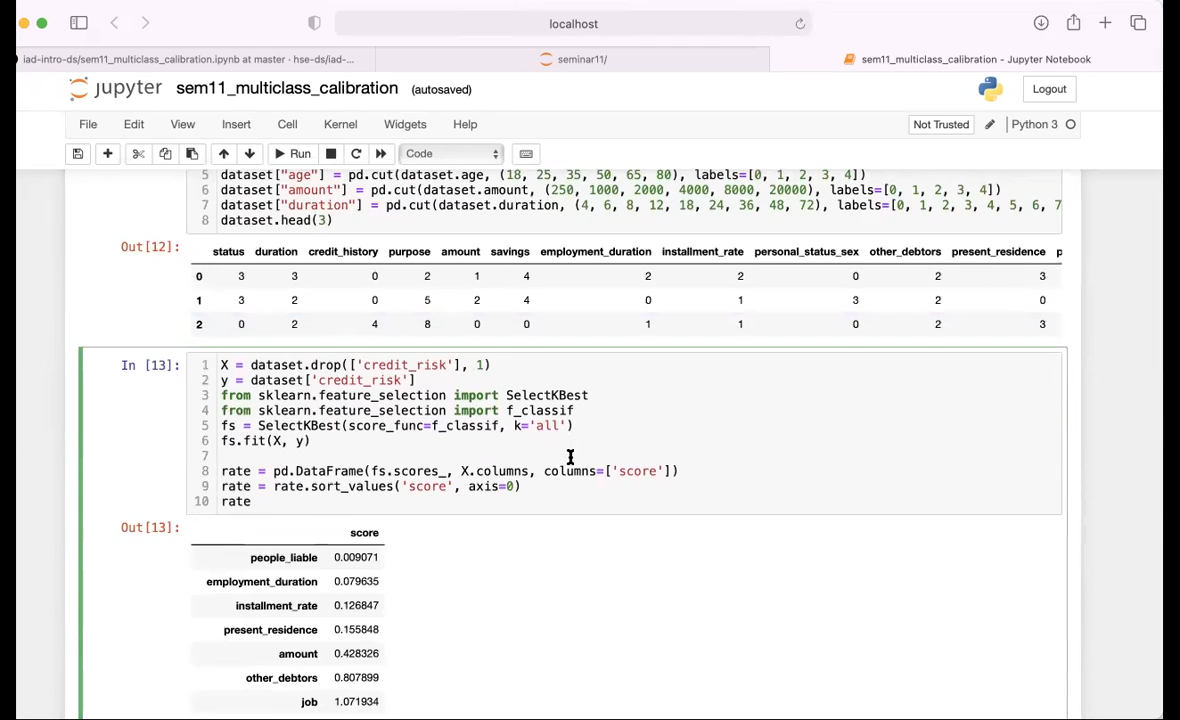 localhost
iad-intro-ds/sem11_multiclass_calibration.ipynb at master · hse-ds/iad-...
seminar11/
sem11_multiclass_calibration - Jupyter Notebook
jupyter sem11_multiclass_calibration (autosaved)
Logout
File Edit View Insert Cell Kernel Widgets Help
Not Trusted
Python 3
Run
Code
5 dataset["age"] = pd.cut(dataset.age, (18, 25, 35, 50, 65, 80), labels=[0, 1, 2, 3, 4])
6 dataset["amount"] = pd.cut(dataset.amount, (250, 1000, 2000, 4000, 8000, 20000), labels=[0, 1, 2, 3, 4])
7 dataset["duration"] = pd.cut(dataset.duration, (4, 6, 8, 12, 18, 24, 36, 48, 72), labels=[0, 1, 2, 3, 4, 5, 6, 7
8 dataset.head(3)
Out[12]:
status duration credit_history purpose amount savings employment_duration installment_rate personal_status_sex other_debtors present_residence p
0 3 3 0 2 1 4 2 2 0 2 3
1 3 2 0 5 2 4 0 1 3 2 0
2 0 2 4 8 0 0 1 1 0 2 3
In [13]:
1 X = dataset.drop(['credit_risk'], 1)
2 y = dataset['credit_risk']
3 from sklearn.feature_selection import SelectKBest
4 from sklearn.feature_selection import f_classif
5 fs = SelectKBest(score_func=f_classif, k='all')
6 fs.fit(X, y)
7
8 rate = pd.DataFrame(fs.scores_, X.columns, columns=['score'])
9 rate = rate.sort_values('score', axis=0)
10 rate
Out[13]:
score
people_liable 0.009071
employment_duration 0.079635
installment_rate 0.126847
present_residence 0.155848
amount 0.428326
other_debtors 0.807899
job 1.071934